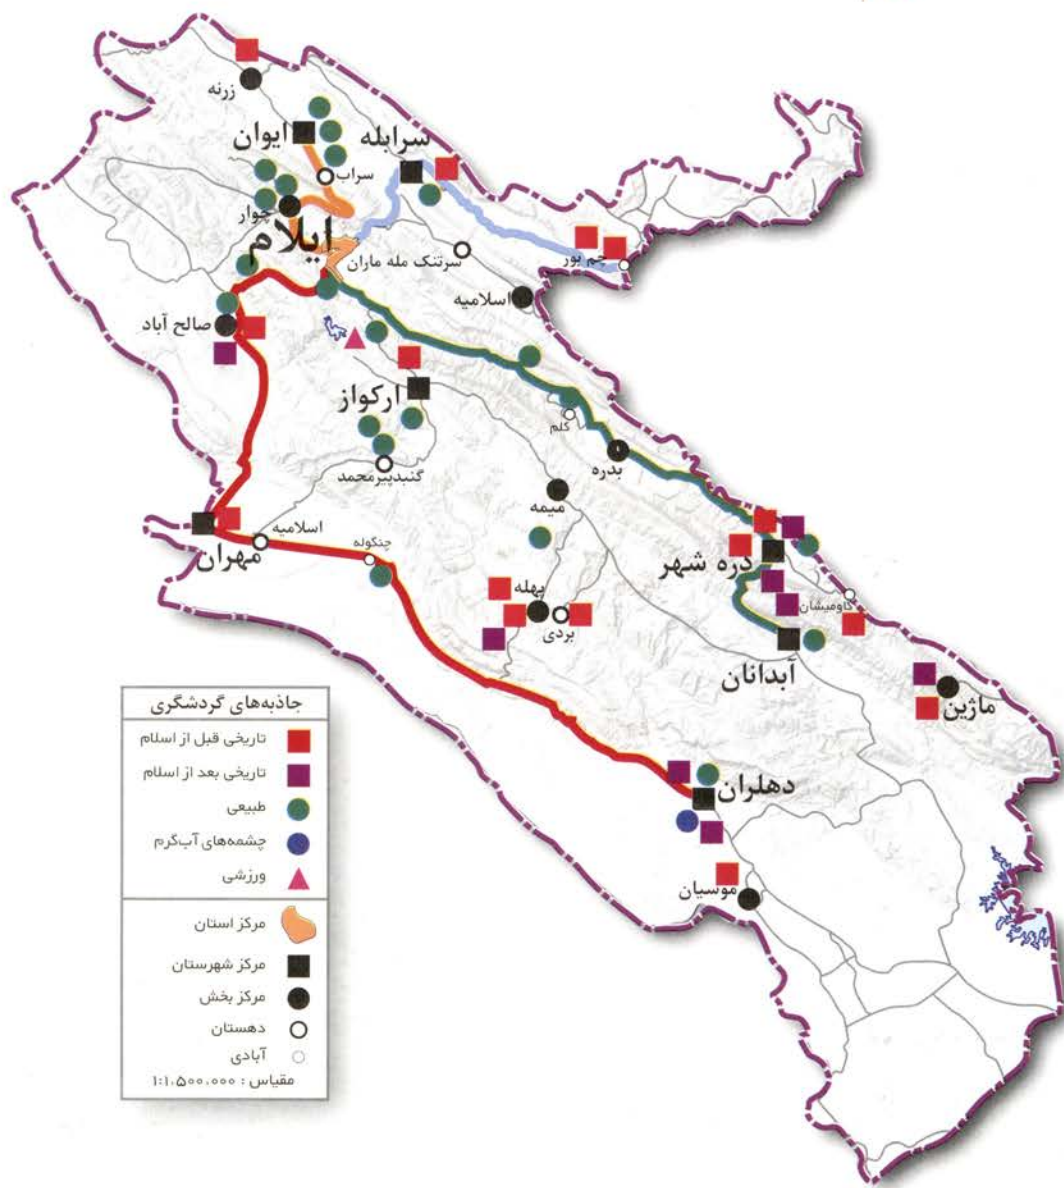 زرنه
ایوان
سرابله
سراب
چوار
ایلام
سرتنک مله ماران
چم بور
اسلامیه
صالح آباد
ارکواز
کلم
بدره
گنبدپیرمحمد
میمه
اسلامیه
مهران
چنگوله
دره شهر
پهله
بردی
گاومیشان
آبدانان
ماژین
دهلران
موسیان
جاذبه‌های گردشگری
تاریخی قبل از اسلام
تاریخی بعد از اسلام
طبیعی
چشمه‌های آب‌گرم
ورزشی
مرکز استان
مرکز شهرستان
مرکز بخش
دهستان
آبادی
مقیاس : ۱:۱،۵۰۰،۰۰۰